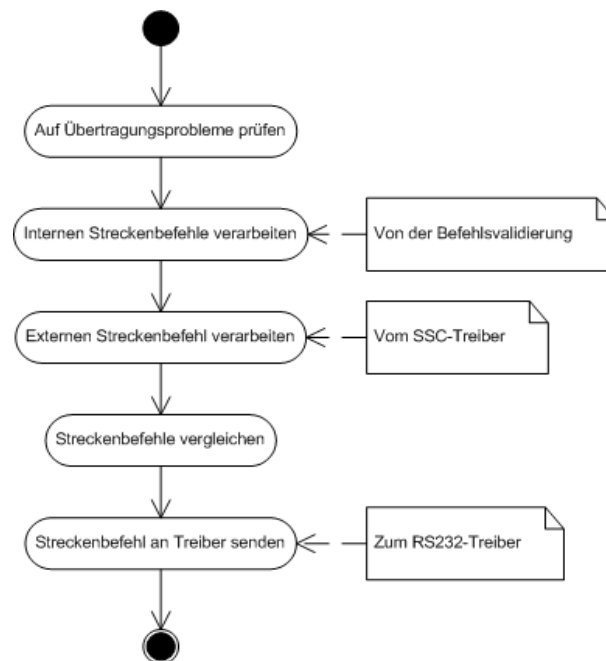 Auf Übertragungsprobleme prüfen
Internen Streckenbefehle verarbeiten
Von der Befehlsvalidierung
Externen Streckenbefehl verarbeiten
Vom SSC-Treiber
Streckenbefehle vergleichen
Streckenbefehl an Treiber senden
Zum RS232-Treiber